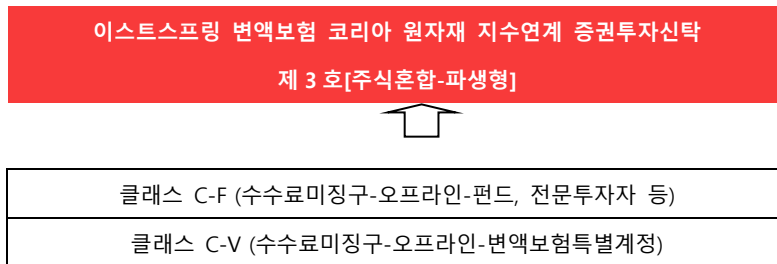 이스트스프링 변액보험 코리아 원자재 지수연계 증권투자신탁
제 3 호[주식혼합-파생형]
클래스 C-F (수수료미징구-오프라인-펀드, 전문투자자 등)
클래스 C-V (수수료미징구-오프라인-변액보험특별계정)